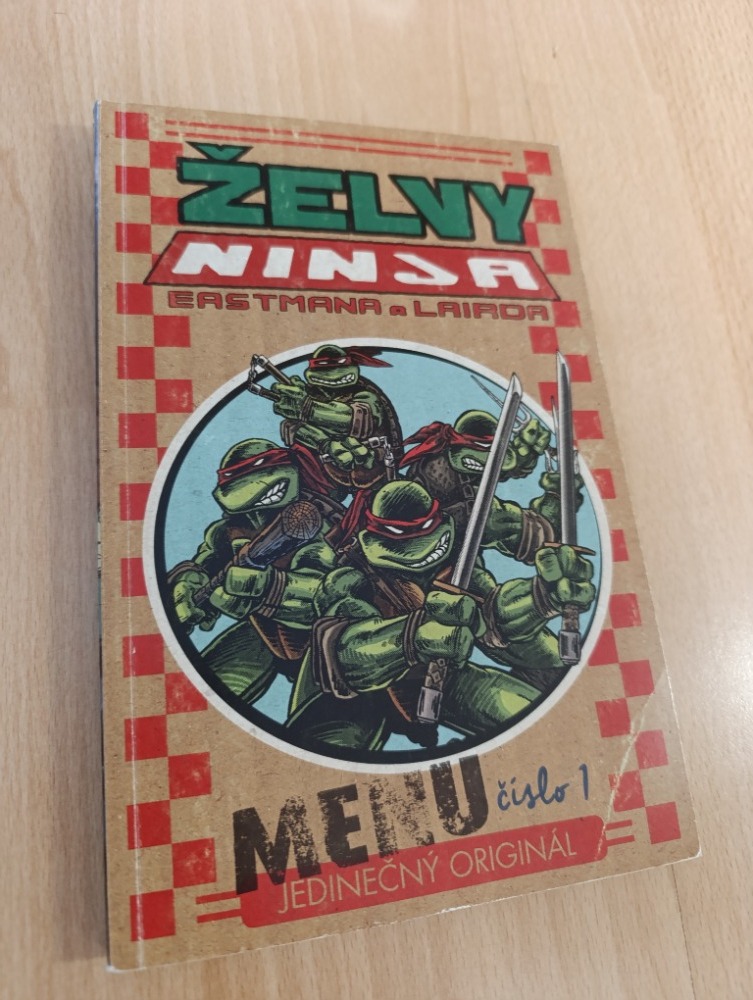 ŽELVY
NINJA
EASTMANA a LAIRDA
MENU číslo 1
JEDINEČNÝ ORIGINÁL